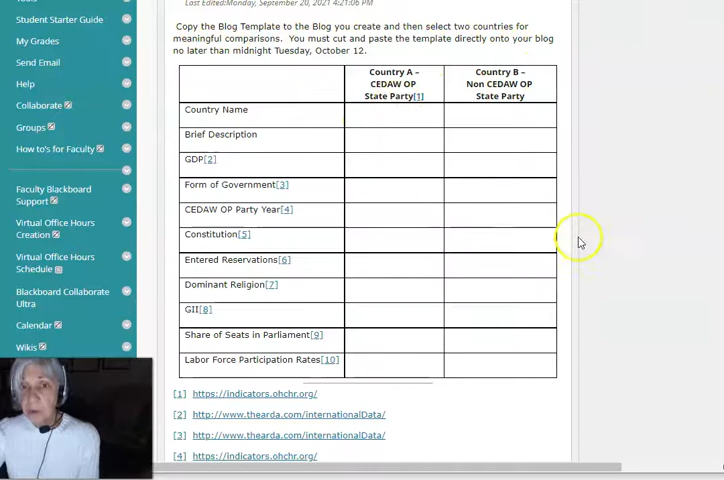 Tools
Last Edited:Monday, September 20, 2021 4:21:06 PM
Student Starter Guide
My Grades
Send Email
Help
Collaborate
Groups
How to's for Faculty
Faculty Blackboard
Support
Virtual Office Hours
Creation
Virtual Office Hours
Schedule
Blackboard Collaborate
Ultra
Calendar
Wikis
Copy the Blog Template to the Blog you create and then select two countries for
meaningful comparisons. You must cut and paste the template directly onto your blog
no later than midnight Tuesday, October 12.
Country A –
CEDAW OP
State Party[1]
Country B –
Non CEDAW OP
State Party
Country Name
Brief Description
GDP[2]
Form of Government[3]
CEDAW OP Party Year[4]
Constitution[5]
Entered Reservations[6]
Dominant Religion[7]
GII[8]
Share of Seats in Parliament[9]
Labor Force Participation Rates[10]
[1] https://indicators.ohchr.org/
[2] http://www.thearda.com/internationalData/
[3] http://www.thearda.com/internationalData/
[4] https://indicators.ohchr.org/